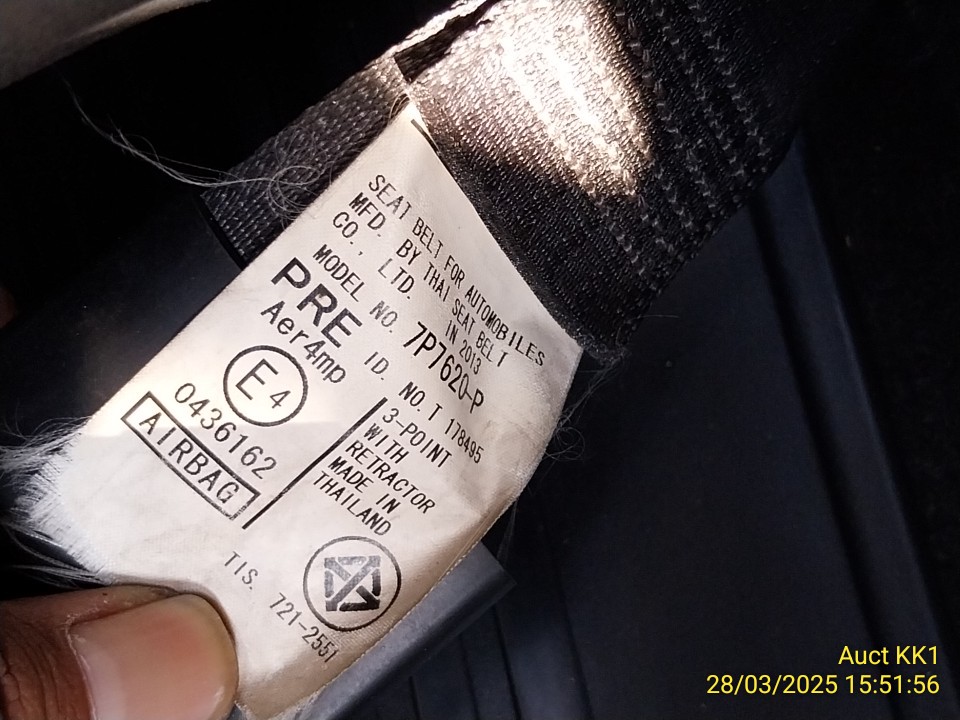 SEAT BELT FOR AUTOMOBILES
MFD. BY THAI SEAT BELT
CO., LTD. IN 2013
MODEL NO. 7P7620-P
PRE ID. NO. T 178495
Aer4mp
E4
0436162
AIRBAG
3-POINT
WITH
RETRACTOR
MADE IN
THAILAND
TIS. 721-2551
Auct KK1
28/03/2025 15:51:56